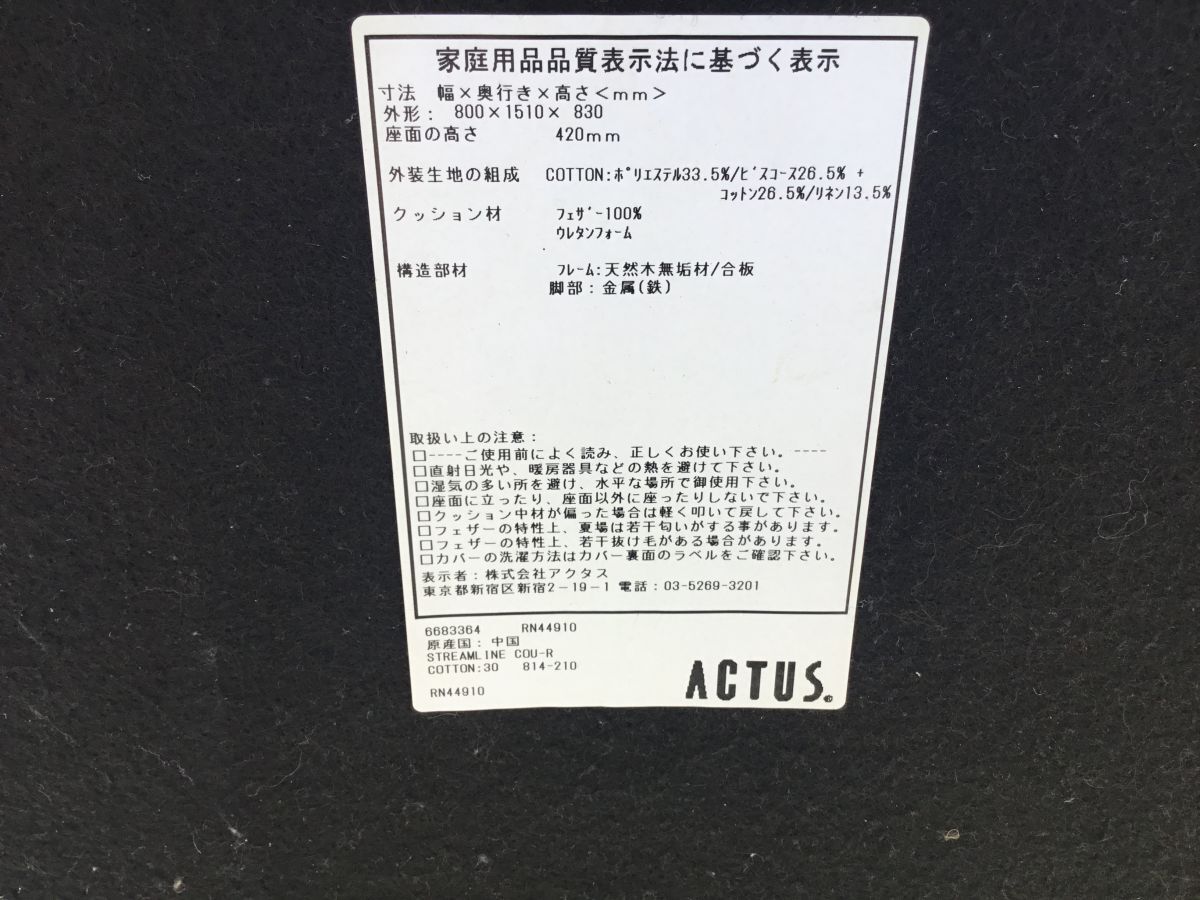 家庭用品品質表示法に基づく表示
寸法 幅×奥行き×高さ<mm>
外形: 800×1510× 830
座面の高さ 420mm
外装生地の組成 COTTON:ポリエステル33.5%/ビスコース26.5% +
コットン26.5%/リネン13.5%
クッション材 フェザー100%
ウレタンフォーム
構造部材 フレーム:天然木無垢材/合板
脚部:金属(鉄)
取扱い上の注意:
□----ご使用前によく読み、正しくお使い下さい。----
□直射日光や、暖房器具などの熱を避けて下さい。
□湿気の多い所を避け、水平な場所で御使用下さい。
□座面に立ったり、座面以外に座ったりしないで下さい。
□クッション中材が偏った場合は軽く叩いて戻して下さい。
□フェザーの特性上、夏場は若干匂いがする事があります。
□フェザーの特性上、若干抜け毛がある場合があります。
□カバーの洗濯方法はカバー裏面のラベルをご確認下さい。
表示者:株式会社アクタス
東京都新宿区新宿2-19-1 電話:03-5269-3201
6683364 RN44910
原産国:中国
STREAMLINE COU-R
COTTON:30 814-210
RN44910
ACTUS®